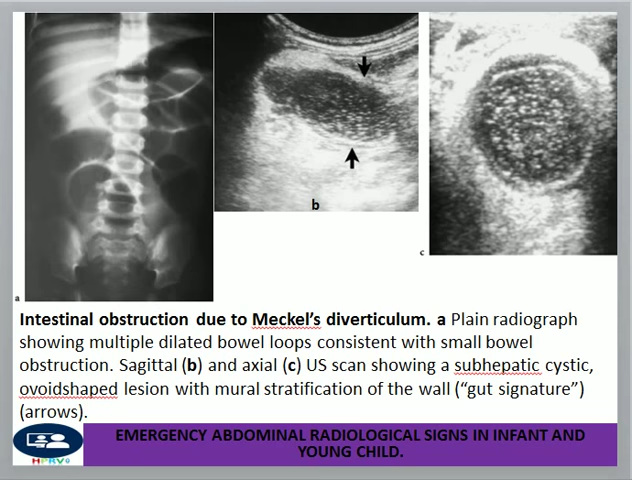 b
c
a
Intestinal obstruction due to Meckel's diverticulum. a Plain radiograph
showing multiple dilated bowel loops consistent with small bowel
obstruction. Sagittal (b) and axial (c) US scan showing a subhepatic cystic,
ovoidshaped lesion with mural stratification of the wall (“gut signature”)
(arrows).
EMERGENCY ABDOMINAL RADIOLOGICAL SIGNS IN INFANT AND
YOUNG CHILD.